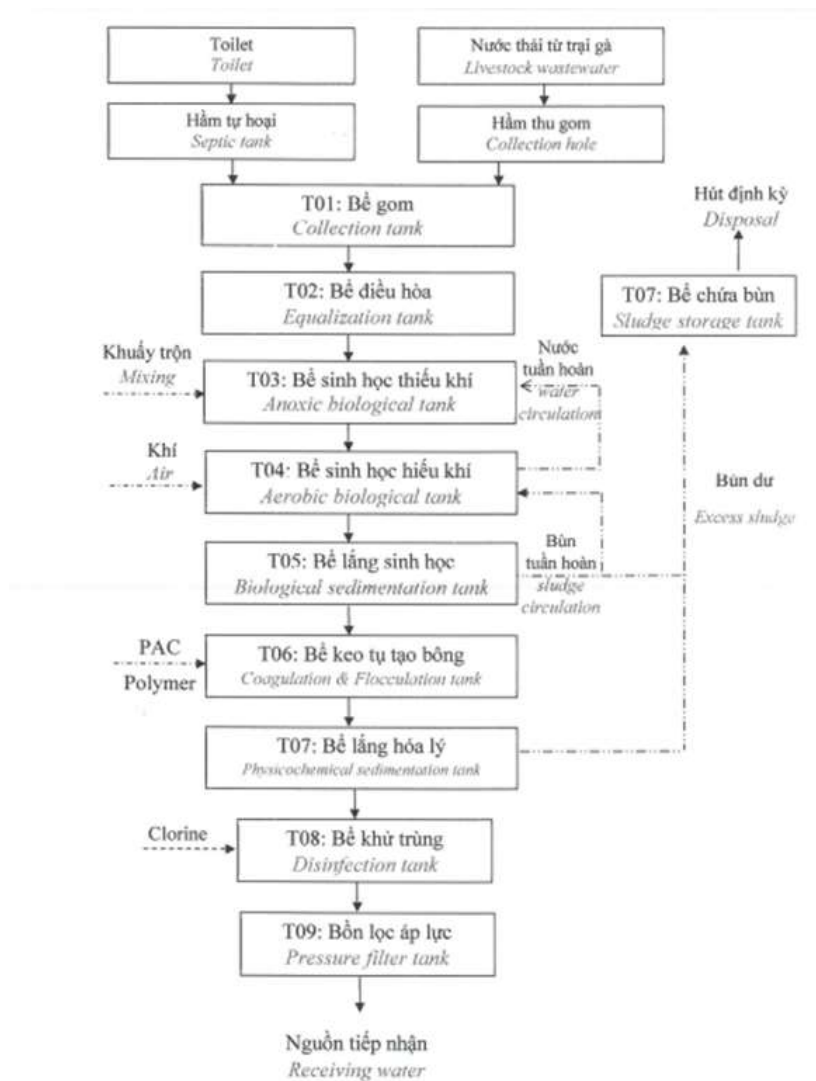 Toilet
Toilet
Nước thải từ trại gà
Livestock wastewater
Hầm tự hoại
Septic tank
Hầm thu gom
Collection hole
T01: Bể gom
Collection tank
Hút định kỳ
Disposal
T02: Bể điều hòa
Equalization tank
T07: Bể chứa bùn
Sludge storage tank
Khuấy trộn
Mixing
T03: Bể sinh học thiếu khí
Anoxic biological tank
Nước
tuần hoàn
water
circulation
Khí
Air
T04: Bể sinh học hiếu khí
Aerobic biological tank
Bùn dư
Excess sludge
T05: Bể lắng sinh học
Biological sedimentation tank
Bùn
tuần hoàn
sludge
circulation
PAC
Polymer
T06: Bể keo tụ tạo bông
Coagulation & Flocculation tank
T07: Bể lắng hóa lý
Physicochemical sedimentation tank
Clorine
T08: Bể khử trùng
Disinfection tank
T09: Bồn lọc áp lực
Pressure filter tank
Nguồn tiếp nhận
Receiving water